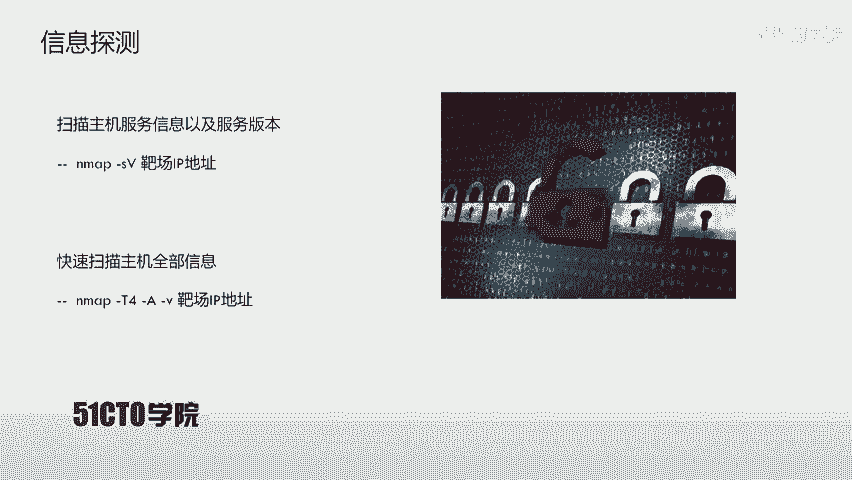 信息探测
扫描主机服务信息以及服务版本
-- nmap -sV 靶场IP地址
快速扫描主机全部信息
-- nmap -T4 -A -v 靶场IP地址
51CTO学院